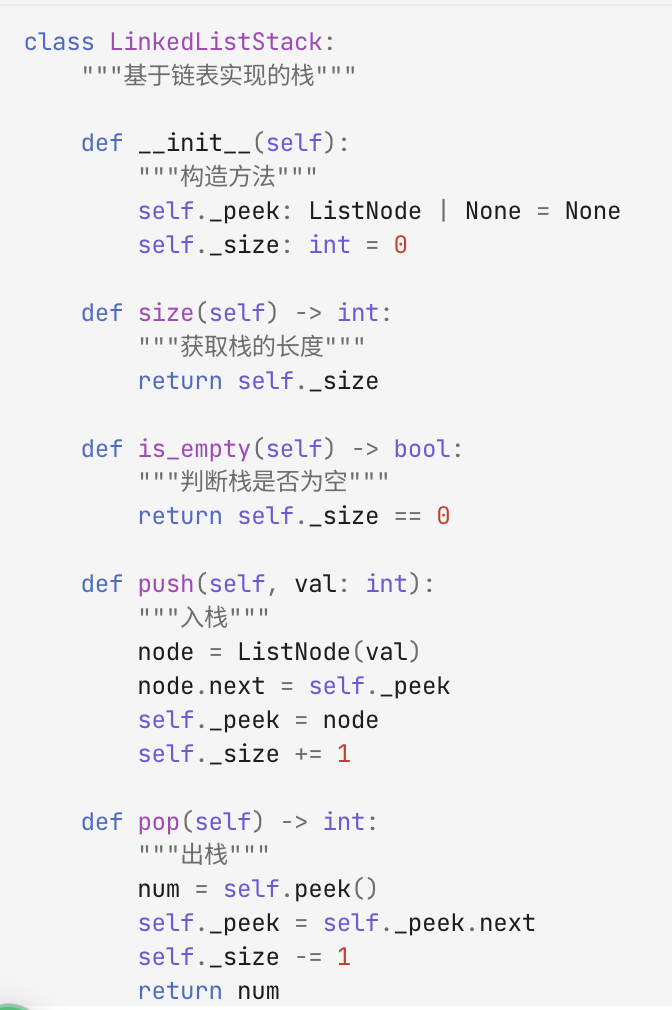 class LinkedListStack:
    """基于链表实现的栈"""

    def __init__(self):
        """构造方法"""
        self._peek: ListNode | None = None
        self._size: int = 0

    def size(self) -> int:
        """获取栈的长度"""
        return self._size

    def is_empty(self) -> bool:
        """判断栈是否为空"""
        return self._size == 0

    def push(self, val: int):
        """入栈"""
        node = ListNode(val)
        node.next = self._peek
        self._peek = node
        self._size += 1

    def pop(self) -> int:
        """出栈"""
        num = self.peek()
        self._peek = self._peek.next
        self._size -= 1
        return num